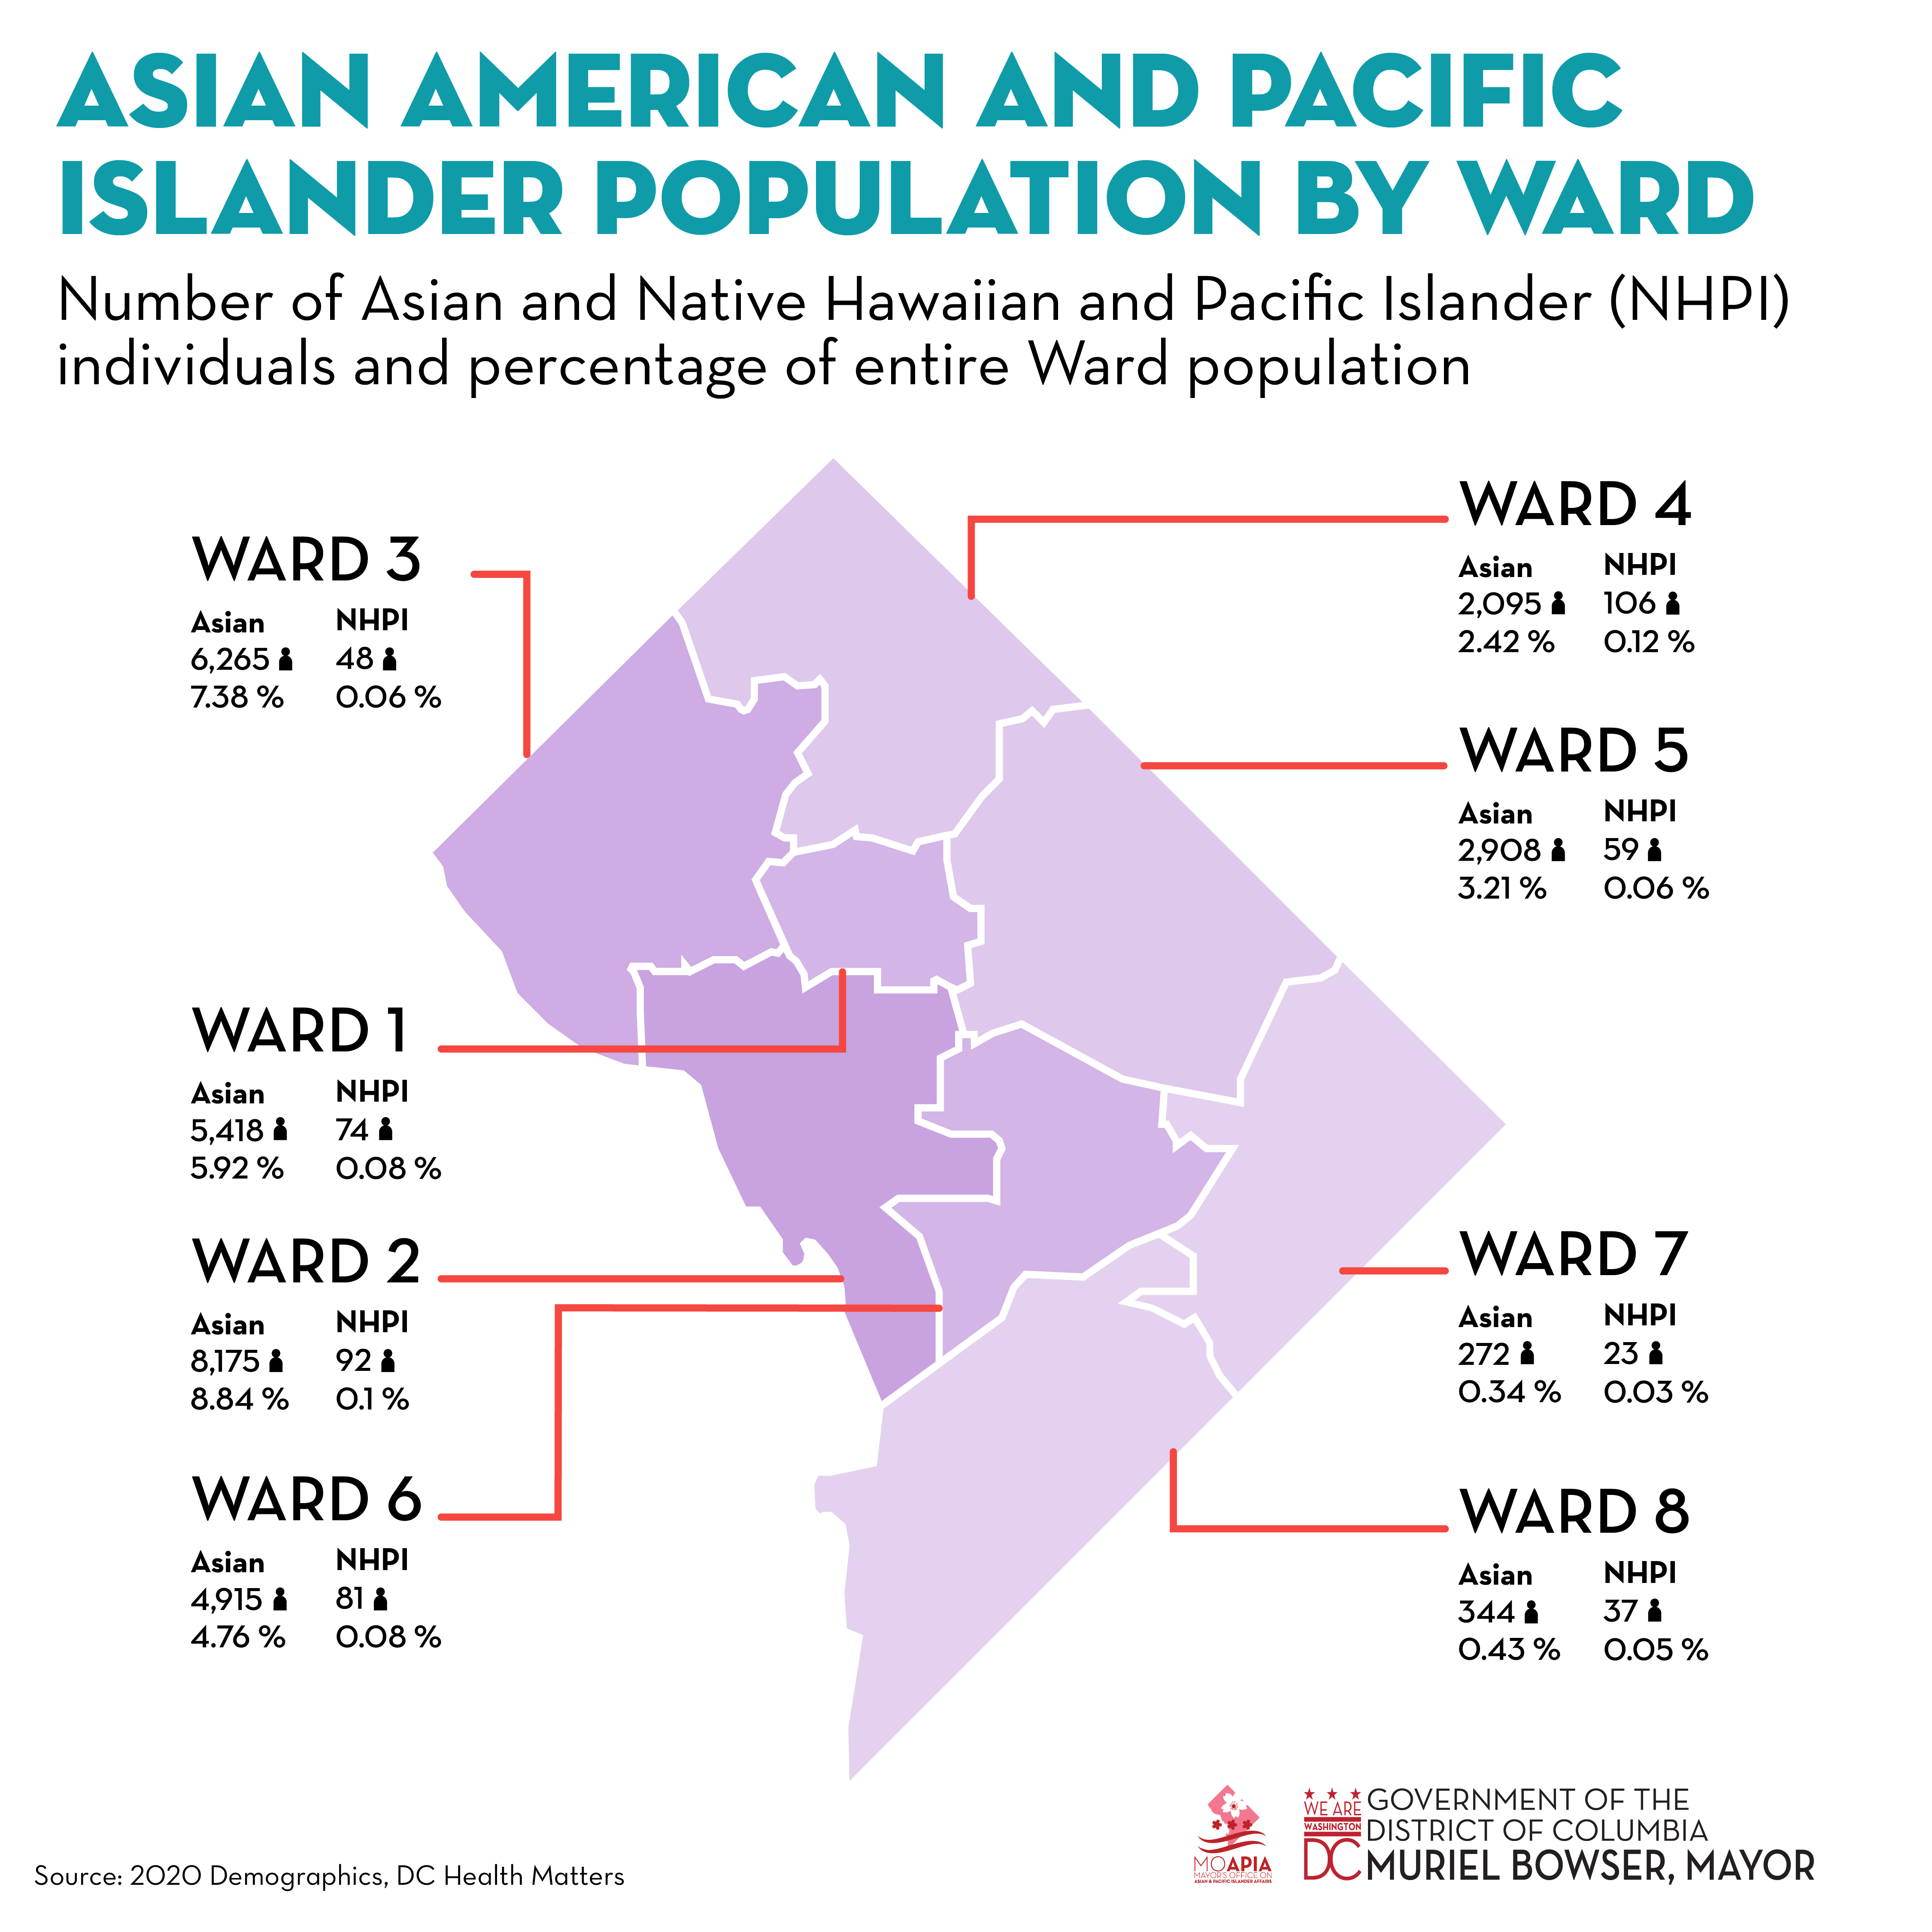 ASIAN AMERICAN AND PACIFIC
ISLANDER POPULATION BY WARD
Number of Asian and Native Hawaiian and Pacific Islander (NHPI)
individuals and percentage of entire Ward population
WARD 3
Asian NHPI
6,265 48
7.38 % 0.06 %
WARD 1
Asian NHPI
5,418 74
5.92 % 0.08 %
WARD 2
Asian NHPI
8,175 92
8.84 % 0.1 %
WARD 6
Asian NHPI
4,915 81
4.76 % 0.08 %
WARD 4
Asian NHPI
2,095 106
2.42 % 0.12 %
WARD 5
Asian NHPI
2,908 59
3.21 % 0.06 %
WARD 7
Asian NHPI
272 23
0.34 % 0.03 %
WARD 8
Asian NHPI
344 37
0.43 % 0.05 %
Source: 2020 Demographics, DC Health Matters
MOAPIA
MAYOR'S OFFICE ON
ASIAN & PACIFIC ISLANDER AFFAIRS
WE ARE
WASHINGTON
DC
GOVERNMENT OF THE
DISTRICT OF COLUMBIA
MURIEL BOWSER, MAYOR